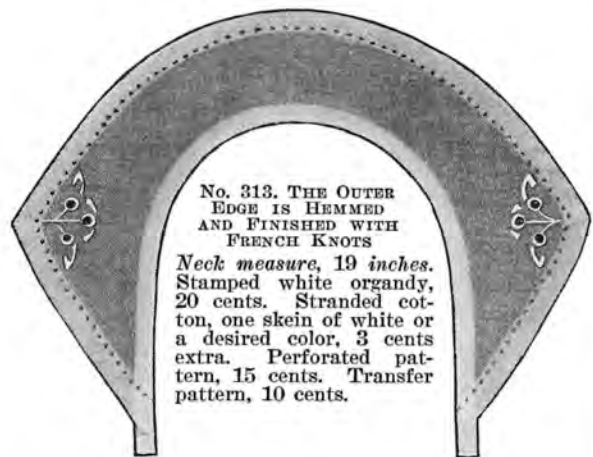 No. 313. THE OUTER
EDGE IS HEMMED
AND FINISHED WITH
FRENCH KNOTS
Neck measure, 19 inches.
Stamped white organdy,
20 cents. Stranded cot-
ton, one skein of white or
a desired color, 3 cents
extra. Perforated pat-
tern, 15 cents. Transfer
pattern, 10 cents.